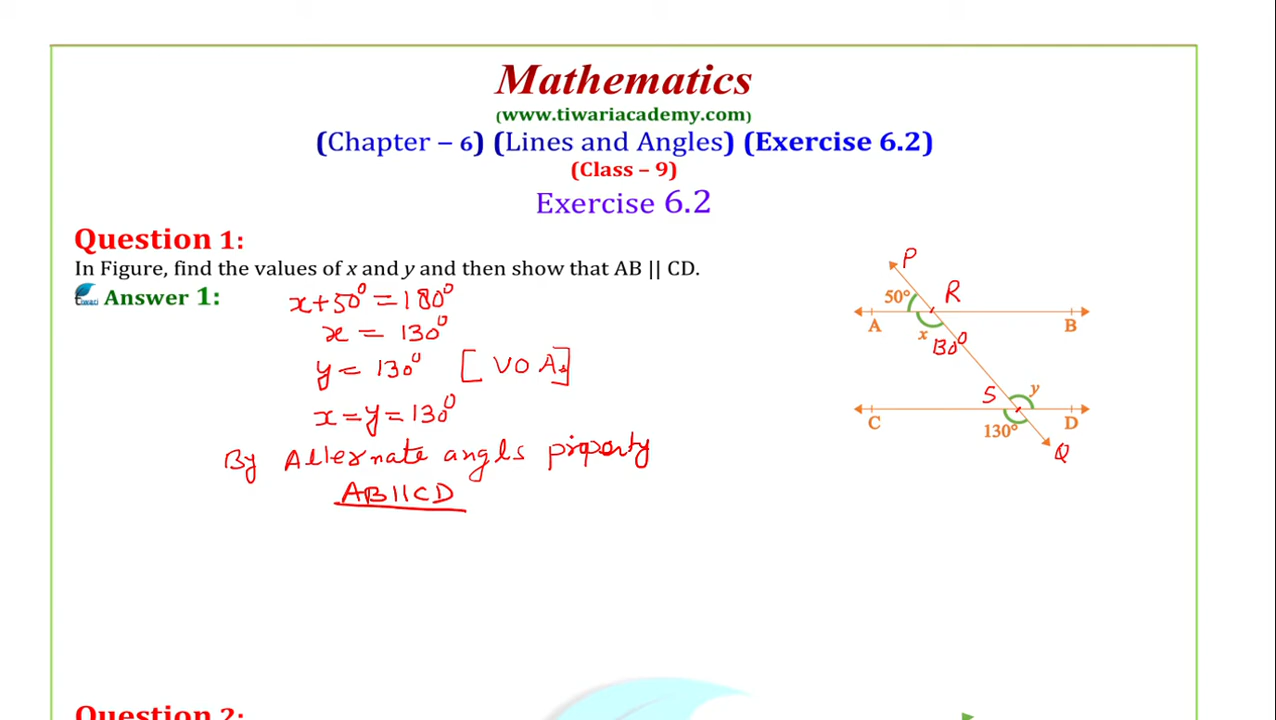 Mathematics
(www.tiwariacademy.com)
(Chapter – 6) (Lines and Angles) (Exercise 6.2)
(Class – 9)
Exercise 6.2
Question 1:
In Figure, find the values of x and y and then show that AB || CD.
Answer 1:
x+50°=180°
x = 130°
y = 130° [VOAs]
x=y=130°
By Alternate angls property
AB||CD
P
50°
R
A
x
B
130°
S
y
C
130°
D
Q
Question 2: